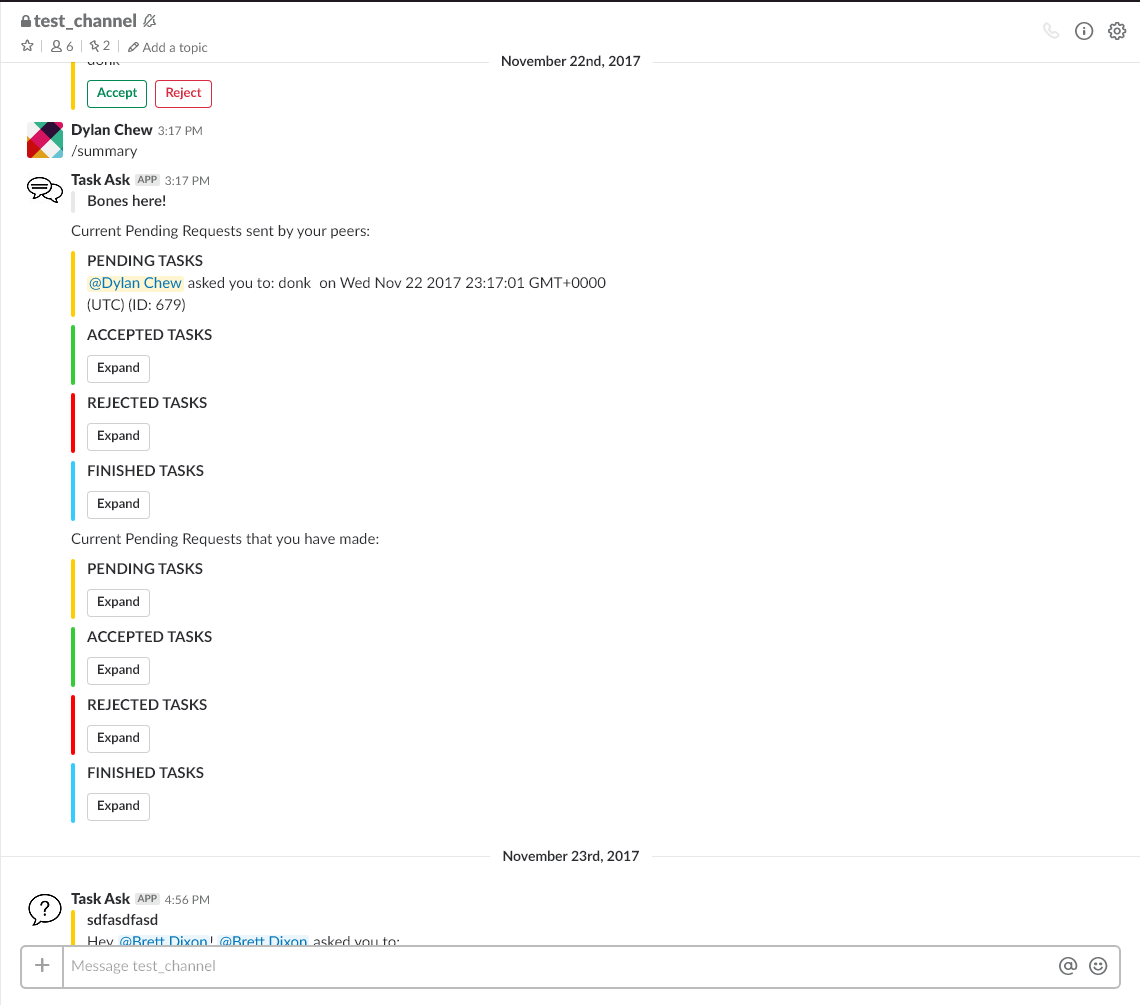 test_channel
6
2
Add a topic
November 22nd, 2017
donk
Accept
Reject
Dylan Chew 3:17 PM
/summary
Task Ask APP 3:17 PM
Bones here!
Current Pending Requests sent by your peers:
PENDING TASKS
@Dylan Chew asked you to: donk on Wed Nov 22 2017 23:17:01 GMT+0000
(UTC) (ID: 679)
ACCEPTED TASKS
Expand
REJECTED TASKS
Expand
FINISHED TASKS
Expand
Current Pending Requests that you have made:
PENDING TASKS
Expand
ACCEPTED TASKS
Expand
REJECTED TASKS
Expand
FINISHED TASKS
Expand
November 23rd, 2017
Task Ask APP 4:56 PM
sdfasdfasd
Hey @Brett Dixon! @Brett Dixon asked you to:
Message test_channel